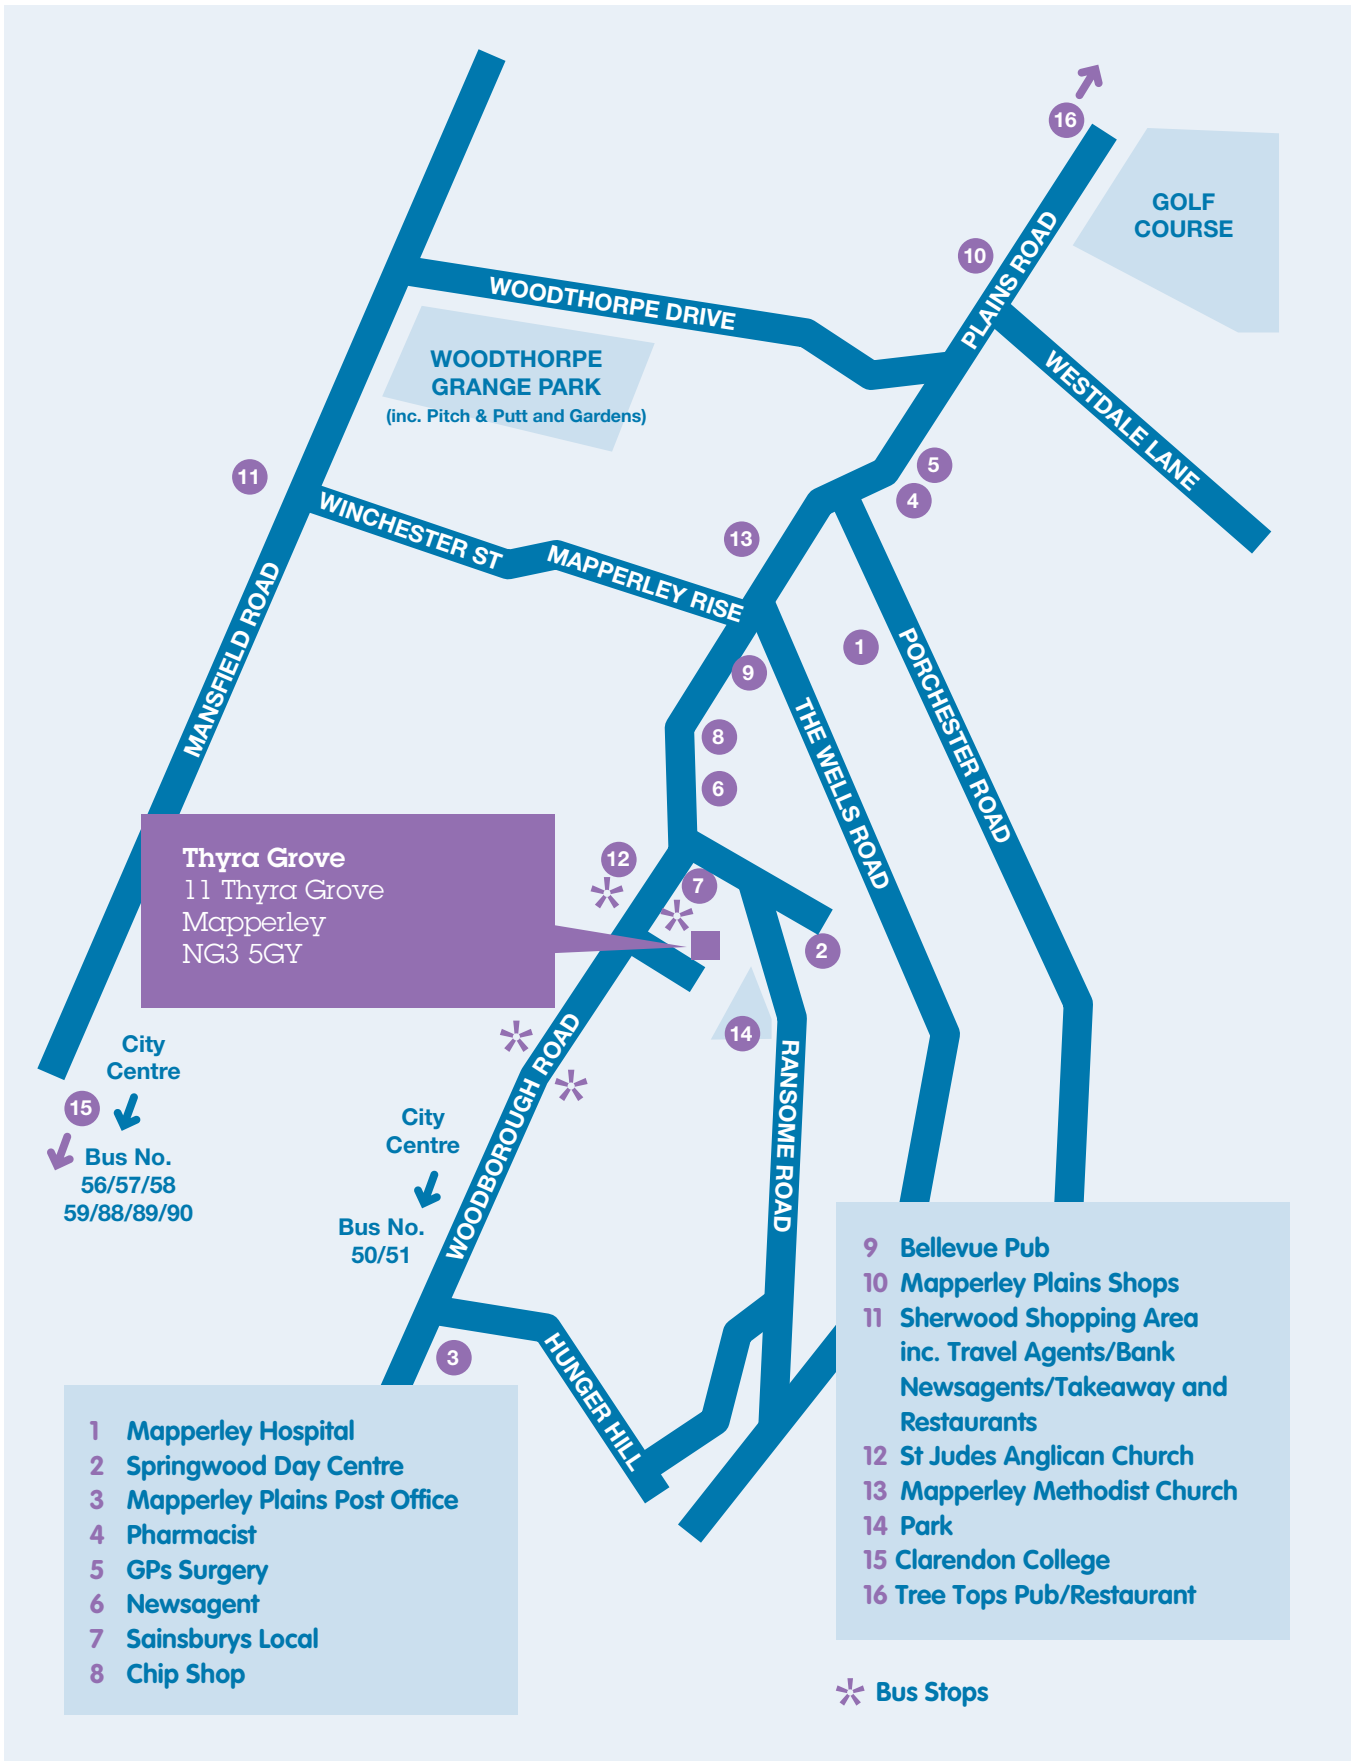 16
GOLF
COURSE
10
PLAINS ROAD
WOODTHORPE DRIVE
WOODTHORPE
GRANGE PARK
(inc. Pitch & Putt and Gardens)
WESTDALE LANE
11
5
4
WINCHESTER ST
13
MAPPERLEY RISE
MANSFIELD ROAD
1
PORCHESTER ROAD
9
THE WELLS ROAD
8
6
Thyra Grove
11 Thyra Grove
Mapperley
NG3 5GY
12
7
2
14
City
Centre
15
Bus No.
56/57/58
59/88/89/90
WOODBOROUGH ROAD
RANSOME ROAD
City
Centre
Bus No.
50/51
3
HUNGER HILL
1 Mapperley Hospital
2 Springwood Day Centre
3 Mapperley Plains Post Office
4 Pharmacist
5 GPs Surgery
6 Newsagent
7 Sainsburys Local
8 Chip Shop
9 Bellevue Pub
10 Mapperley Plains Shops
11 Sherwood Shopping Area
inc. Travel Agents/Bank
Newsagents/Takeaway and
Restaurants
12 St Judes Anglican Church
13 Mapperley Methodist Church
14 Park
15 Clarendon College
16 Tree Tops Pub/Restaurant
Bus Stops